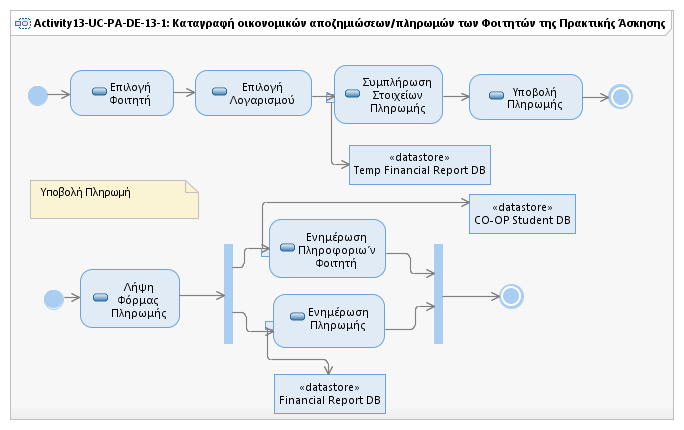 Activity13-UC-PA-DE-13-1: Καταγραφή οικονομικών αποζημιώσεων/πληρωμών των Φοιτητών της Πρακτικής Άσκησης
Επιλογή
Φοιτητή
Επιλογή
Λογαρισμού
Συμπλήρωση
Στοιχείων
Πληρωμής
Υποβολή
Πληρωμής
«datastore»
Temp Financial Report DB
Υποβολή Πληρωμή
«datastore»
CO-OP Student DB
Ενημέρωση
Πληροφοριω΄ν
Φοιτητή
Λήψη
Φόρμας
Πληρωμής
Ενημέρωση
Πληρωμής
«datastore»
Financial Report DB